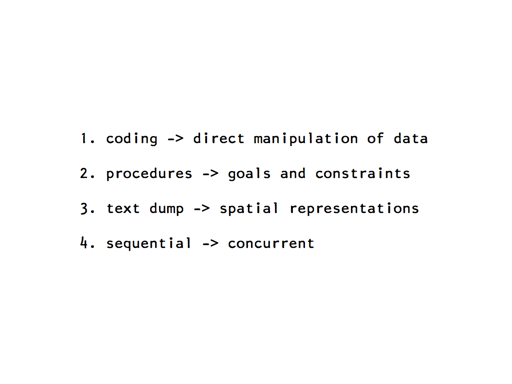 1. coding -> direct manipulation of data
2. procedures -> goals and constraints
3. text dump -> spatial representations
4. sequential -> concurrent